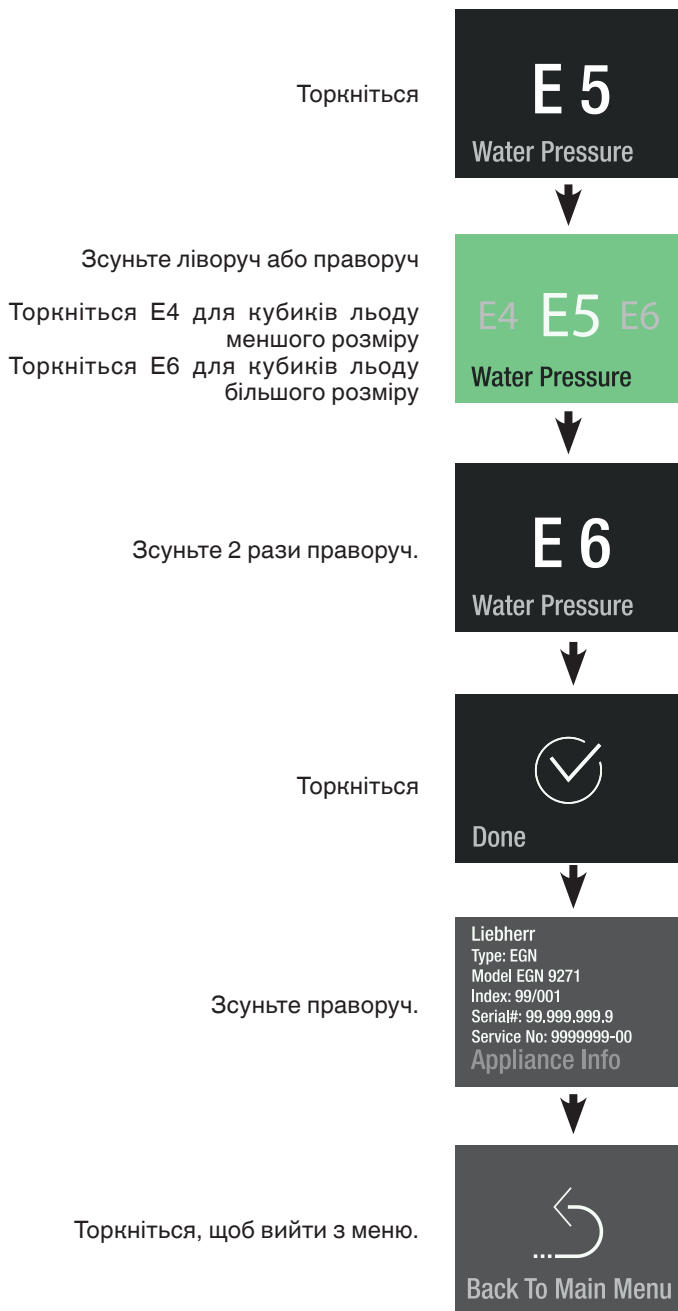 Торкніться
E 5
Water Pressure
Зсуньте ліворуч або праворуч
Торкніться E4 для кубиків льоду
меншого розміру
Торкніться E6 для кубиків льоду
більшого розміру
E4 E5 E6
Water Pressure
Зсуньте 2 рази праворуч.
E 6
Water Pressure
Торкніться
Done
Зсуньте праворуч.
Liebherr
Type: EGN
Model EGN 9271
Index: 99/001
Serial#: 99.999.999.9
Service No: 9999999-00
Appliance Info
Торкніться, щоб вийти з меню.
Back To Main Menu